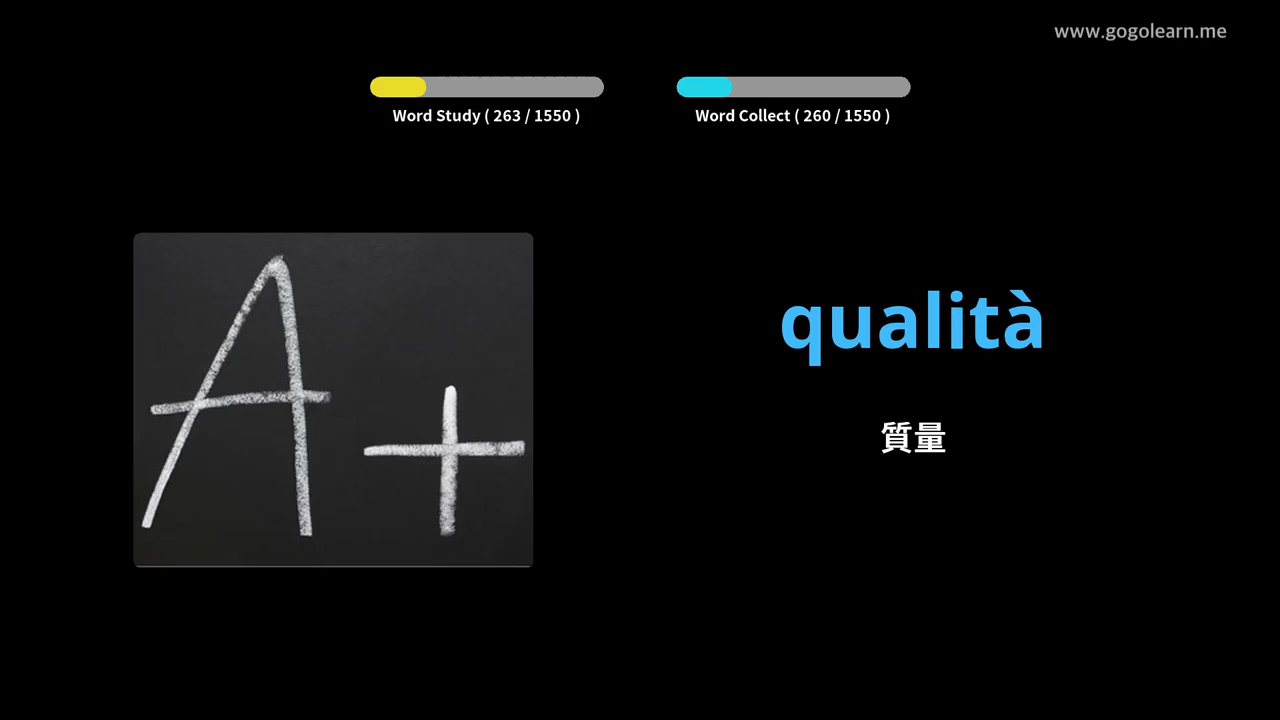 www.gogolearn.me
Word Study ( 263 / 1550 )
Word Collect ( 260 / 1550 )
A+
qualità
質量